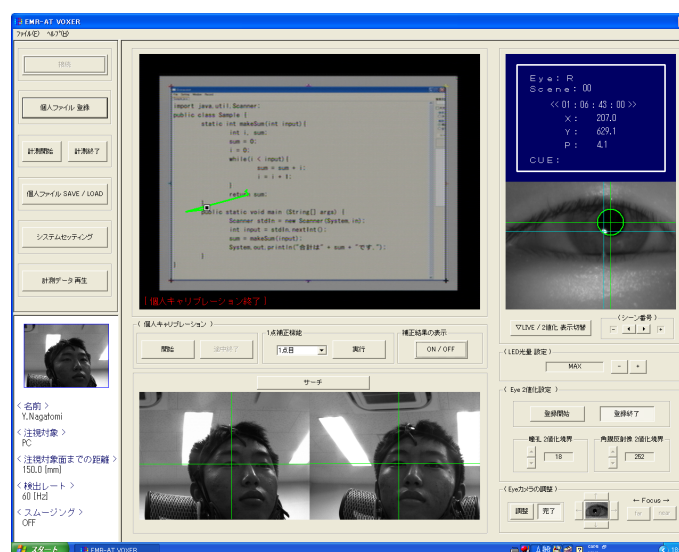 EMR-AT VOXER
ファイル(F) ヘルプ(H)
接続
個人ファイル 登録
計測開始 計測終了
個人ファイル SAVE / LOAD
システムセッティング
計測データ 再生
import java.util.Scanner;
public class Sample {
static int makeSum(int input){
int i, sum;
sum = 0;
i = 0;
while(i < input){
sum = sum + i;
i = i + 1;
}
return sum;
}
public static void main (String[] args) {
Scanner stdIn = new Scanner(System.in);
int input = stdIn.nextInt();
sum = makeSum(input);
System.out.println("合計は" + sum + "です.");
}
}
[ 個人キャリブレーション終了 ]
Eye: R
Scene: 00
<< 01 : 06 : 43 : 00 >>
X : 207.0
Y : 629.1
P : 4.1
CUE:
( 個人キャリブレーション )
開始 途中終了
1点補正機能
1点目 実行
補正結果の表示
ON / OFF
サーチ
▽LIVE / 2値化 表示切替
( シーン番号 )
( LED光量 設定 )
MAX - +
( Eye 2値化設定 )
登録開始 登録終了
瞳孔 2値化境界
18
角膜反射像 2値化境界
252
( Eyeカメラの調整 )
調整 完了
← Focus →
far near
< 名前 >
Y.Nagatomi
< 注視対象 >
PC
< 注視対象面までの距離 >
150.0 [mm]
< 検出レート >
60 [Hz]
< スムージング >
OFF
スタート EMR-AT VOXER